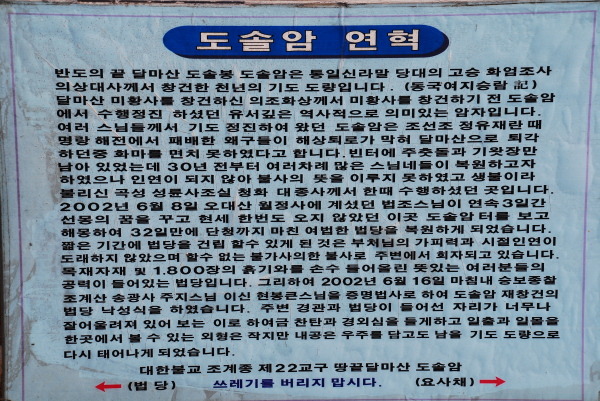 도솔암 연혁
반도의 끝 달마산 도솔봉 도솔암은 통일신라말 당대의 고승 화엄조사
의상대사께서 창건한 천년의 기도 도량입니다. (동국여지승람 記)
달마산 미황사를 창건하신 의조화상께서 미황사를 창건하기 전 도솔암
에서 수행정진 하셨던 유서깊은 역사적으로 의미있는 암자입니다.
여러 스님들께서 기도 정진하여 왔던 도솔암은 조선조 정유재란 때
명량 해전에서 패배한 왜구들이 해상퇴로가 막혀 달마산으로 퇴각
하던중 화마를 면치 못하였다고 합니다. 빈터에 주춧돌과 기왓장만
남아 있었는데 30년 전부터 여러차례 많은 스님네들이 복원하고자
하였으나 인연이 되지 않아 불사의 뜻을 이루지 못하였고 생불이라
불리신 곡성 성륜사조실 청화 대종사께서 한때 수행하셨던 곳입니다.
2002년 6월 8일 오대산 월정사에 계셨던 법조스님이 연속3일간
선몽의 꿈을 꾸고 현세 한번도 오지 않았던 이곳 도솔암 터를 보고
해몽하여 32일만에 단청까지 마친 여법한 법당을 복원하게 되었습니다.
짧은 기간에 법당을 건립 할수 있게 된 것은 부처님의 가피력과 시절인연이
도래하지 않았으며 할수 없는 불가사의한 불사로 주변에서 회자되고 있습니다.
목재자재 및 1.800장의 흙기와를 손수 들어올린 뜻있는 여러분들의
공력이 들어있는 법당입니다. 그리하여 2002년 6월 16일 마침내 승보종찰
조계산 송광사 주지스님 이신 현봉큰스님을 증명법사로 하여 도솔암 재창건의
법당 낙성식을 하였습니다. 주변 경관과 법당이 들어선 자리가 너무나
잘어울려져 있어 보는 이로 하여금 찬탄과 경외심을 들게하고 일출과 일몰을
한곳에서 볼 수 있는 외형은 작지만 내공은 우주를 담고도 남을 기도 도량으로
다시 태어나게 되었습니다.
대한불교 조계종 제22교구 땅끝달마산 도솔암
(법 당) 쓰레기를 버리지 맙시다. (요사채)